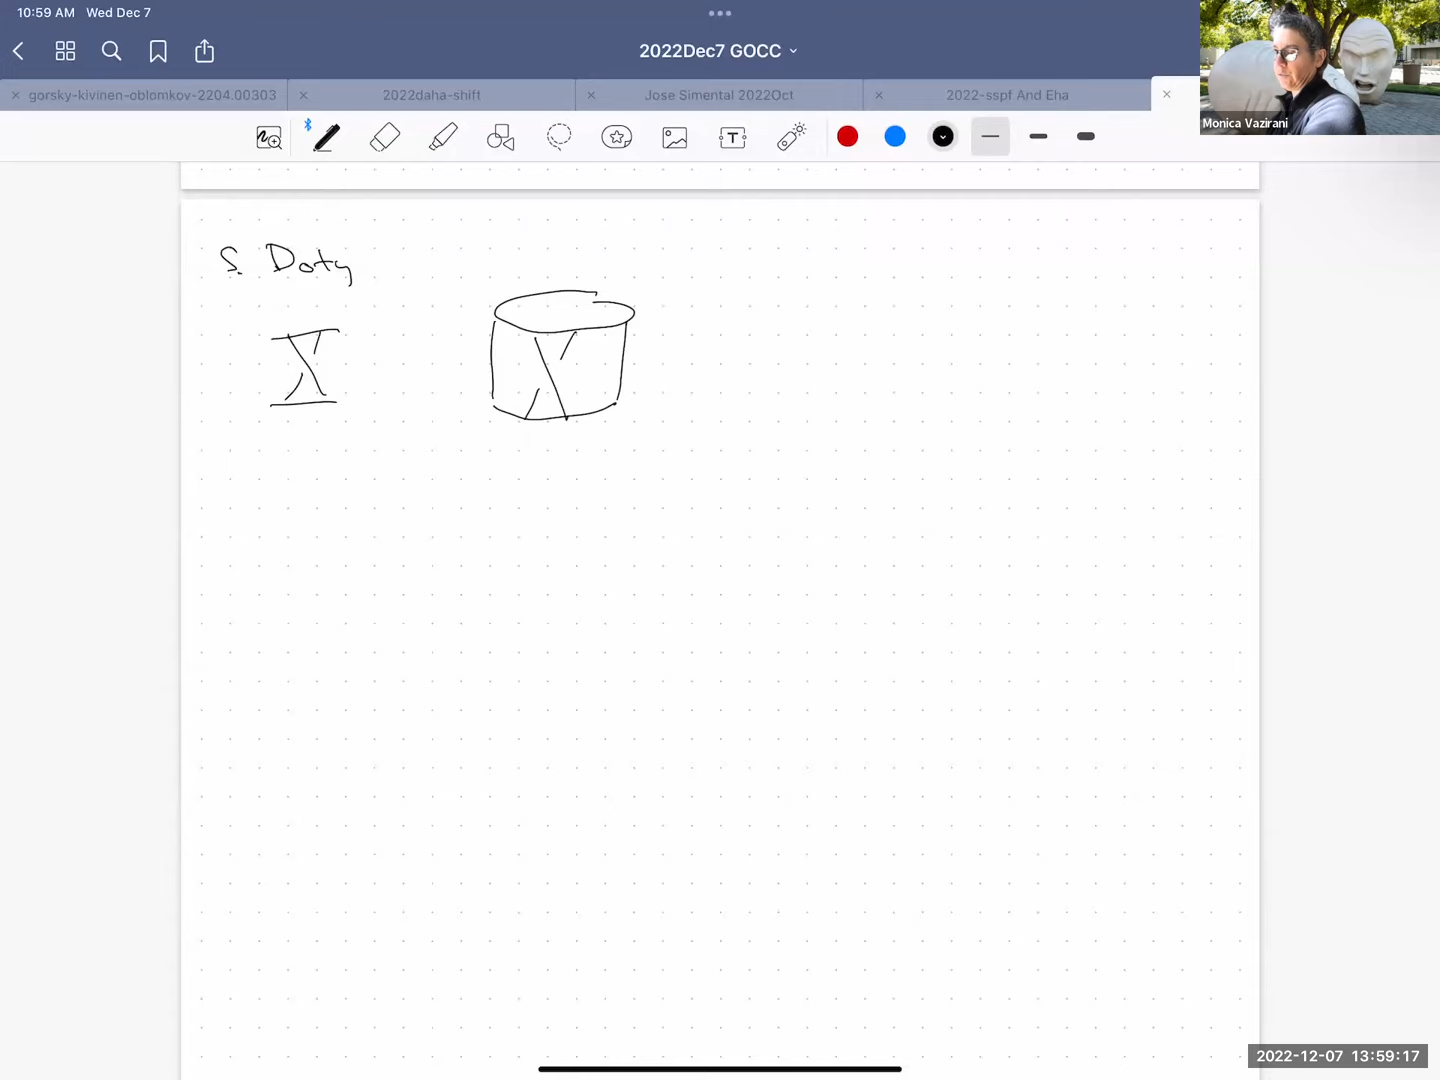 10:59 AM Wed Dec 7
2022Dec7 GOCC
gorsky-kivinen-oblomkov-2204.00303
2022daha-shift
Jose Simental 2022Oct
2022-sspf And Eha
Monica Vazirani
S. Doty
2022-12-07 13:59:17